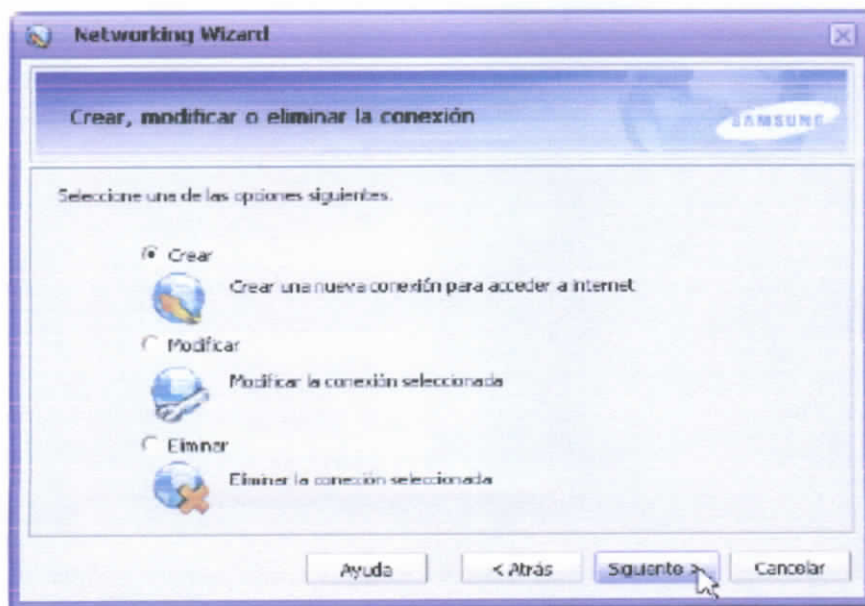 Networking Wizard
Crear, modificar o eliminar la conexión
SAMSUNG
Seleccione una de las opciones siguientes.
Crear
Crear una nueva conexión para acceder a internet
Modificar
Modificar la conexión seleccionada
Eliminar
Eliminar la conexión seleccionada
Ayuda
< Atrás
Siguiente >
Cancelar